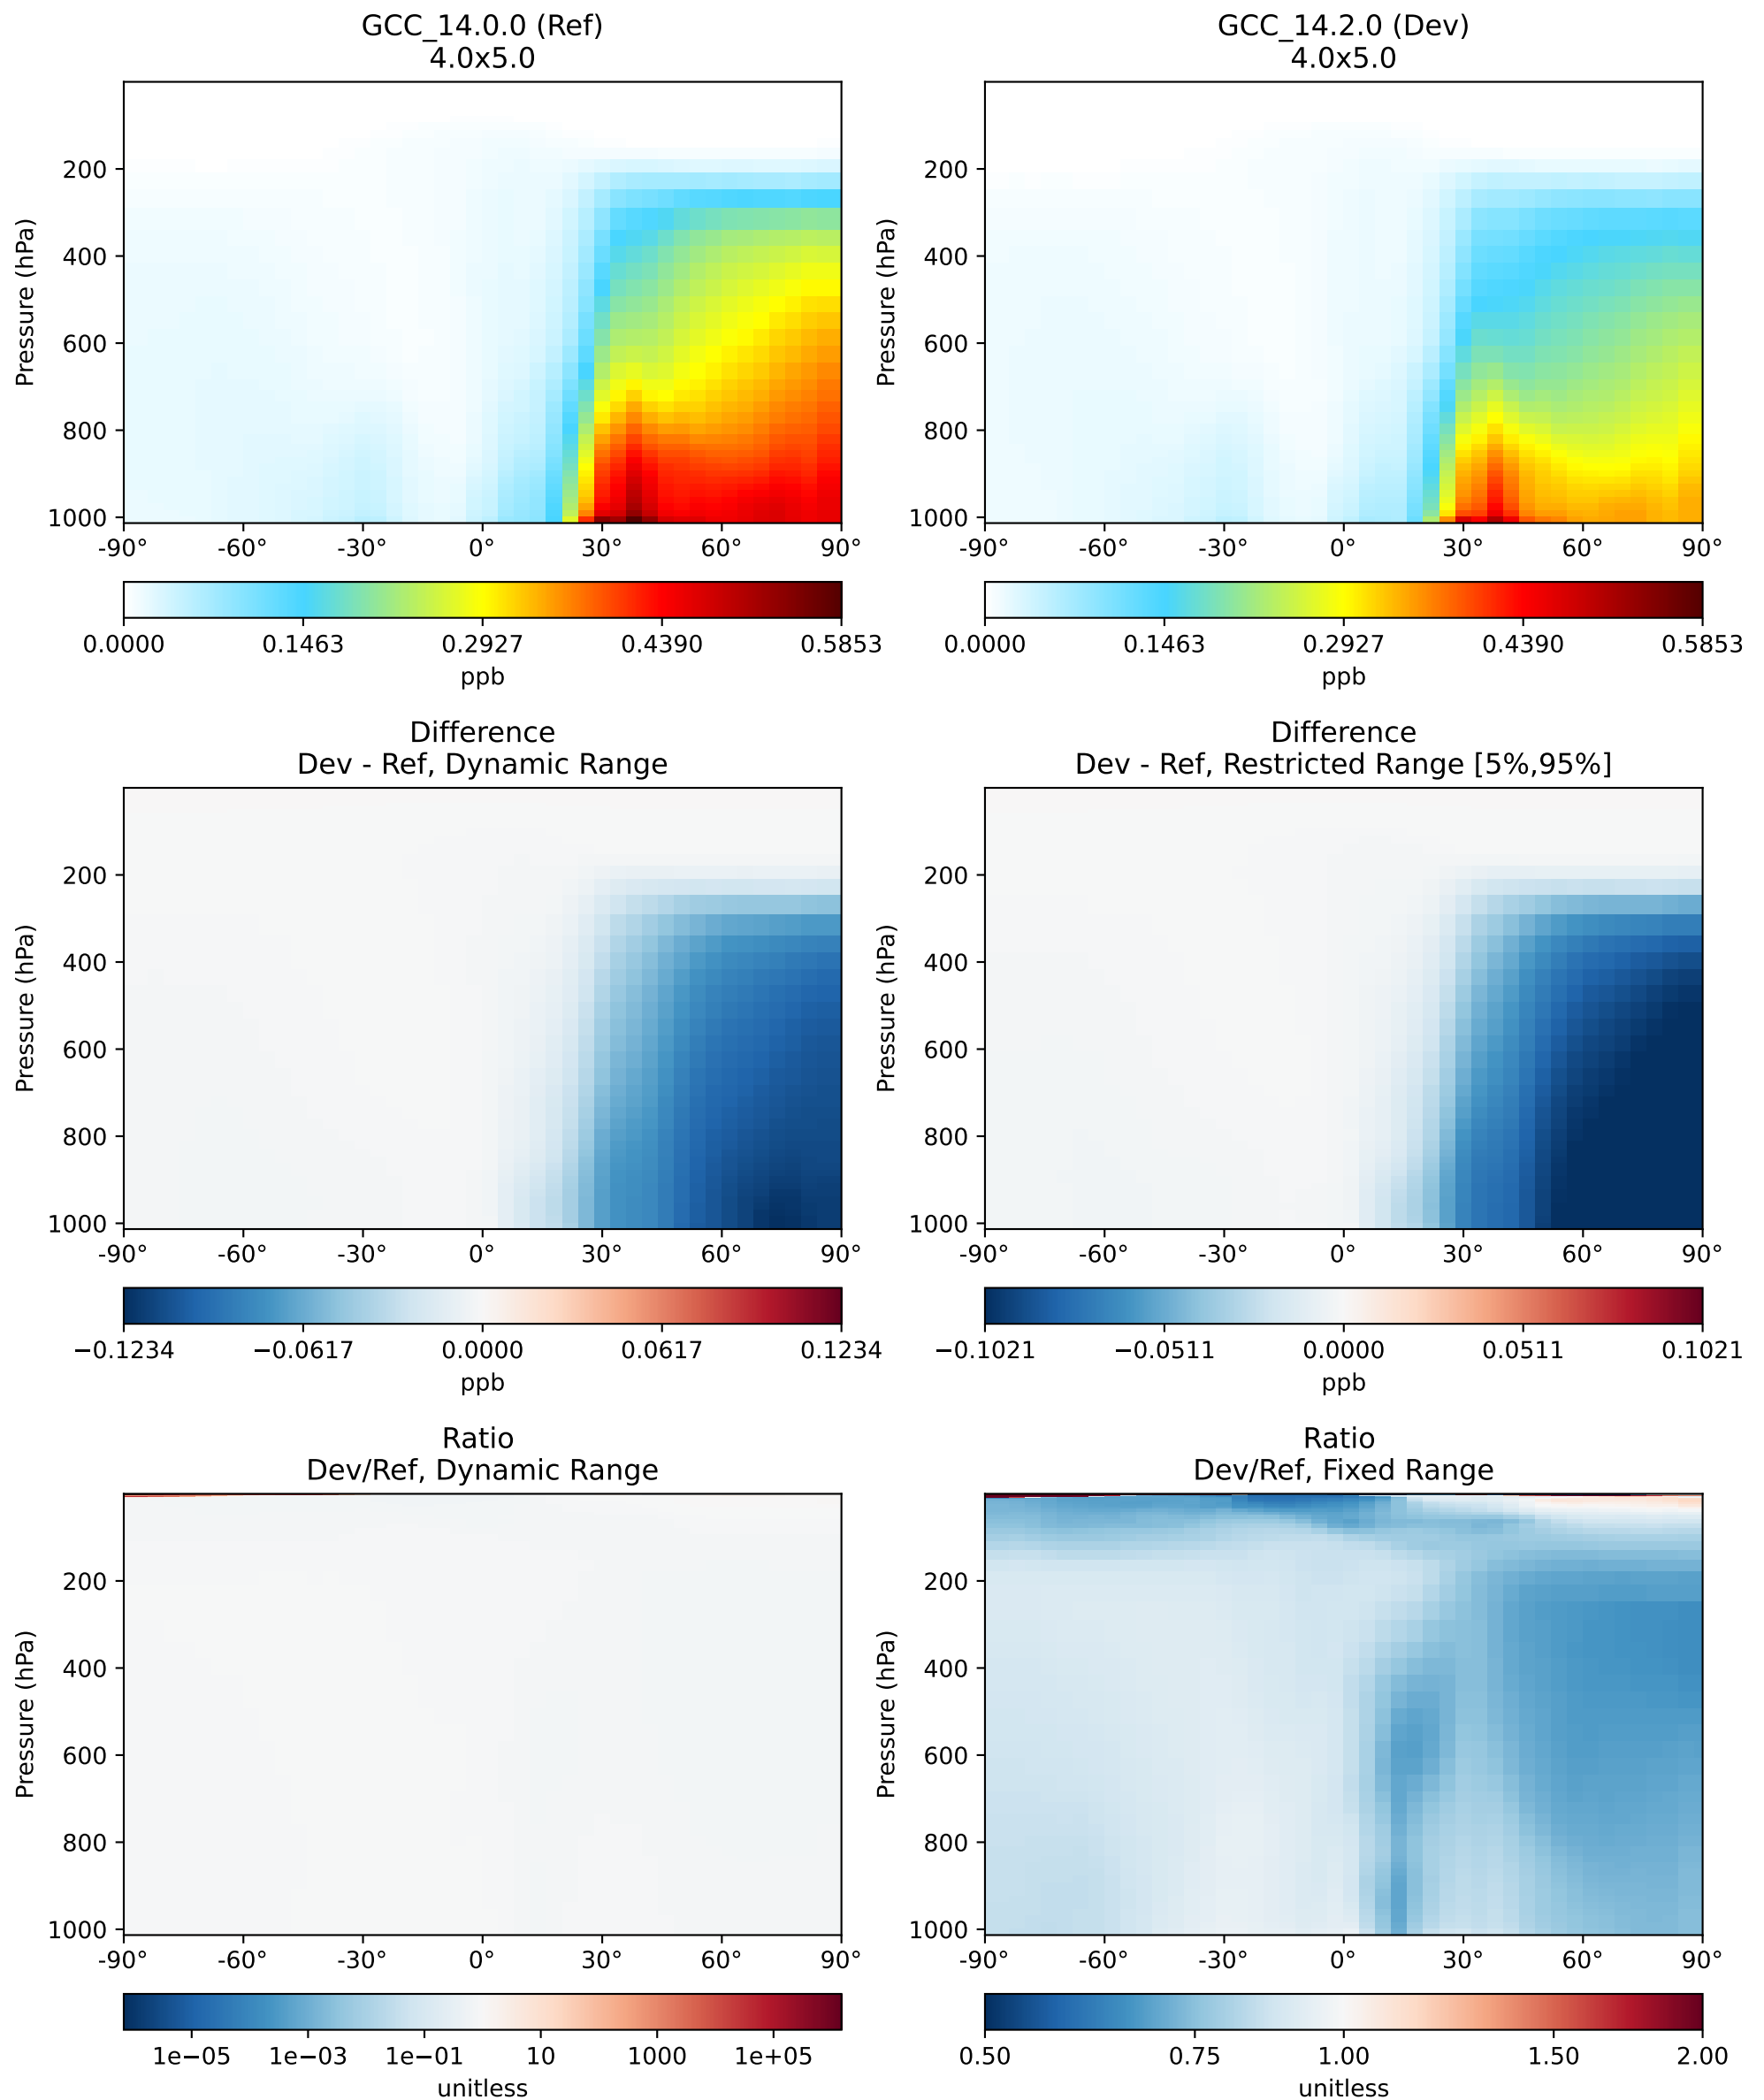 GCC_14.0.0 (Ref)
4.0x5.0
Pressure (hPa)
200
400
600
800
1000
-90° -60° -30° 0° 30° 60° 90°
0.0000 0.1463 0.2927 0.4390 0.5853
ppb
GCC_14.2.0 (Dev)
4.0x5.0
Pressure (hPa)
200
400
600
800
1000
-90° -60° -30° 0° 30° 60° 90°
0.0000 0.1463 0.2927 0.4390 0.5853
ppb
Difference
Dev - Ref, Dynamic Range
Pressure (hPa)
200
400
600
800
1000
-90° -60° -30° 0° 30° 60° 90°
−0.1234 −0.0617 0.0000 0.0617 0.1234
ppb
Difference
Dev - Ref, Restricted Range [5%,95%]
Pressure (hPa)
200
400
600
800
1000
-90° -60° -30° 0° 30° 60° 90°
−0.1021 −0.0511 0.0000 0.0511 0.1021
ppb
Ratio
Dev/Ref, Dynamic Range
Pressure (hPa)
200
400
600
800
1000
-90° -60° -30° 0° 30° 60° 90°
1e−05 1e−03 1e−01 10 1000 1e+05
unitless
Ratio
Dev/Ref, Fixed Range
Pressure (hPa)
200
400
600
800
1000
-90° -60° -30° 0° 30° 60° 90°
0.50 0.75 1.00 1.50 2.00
unitless